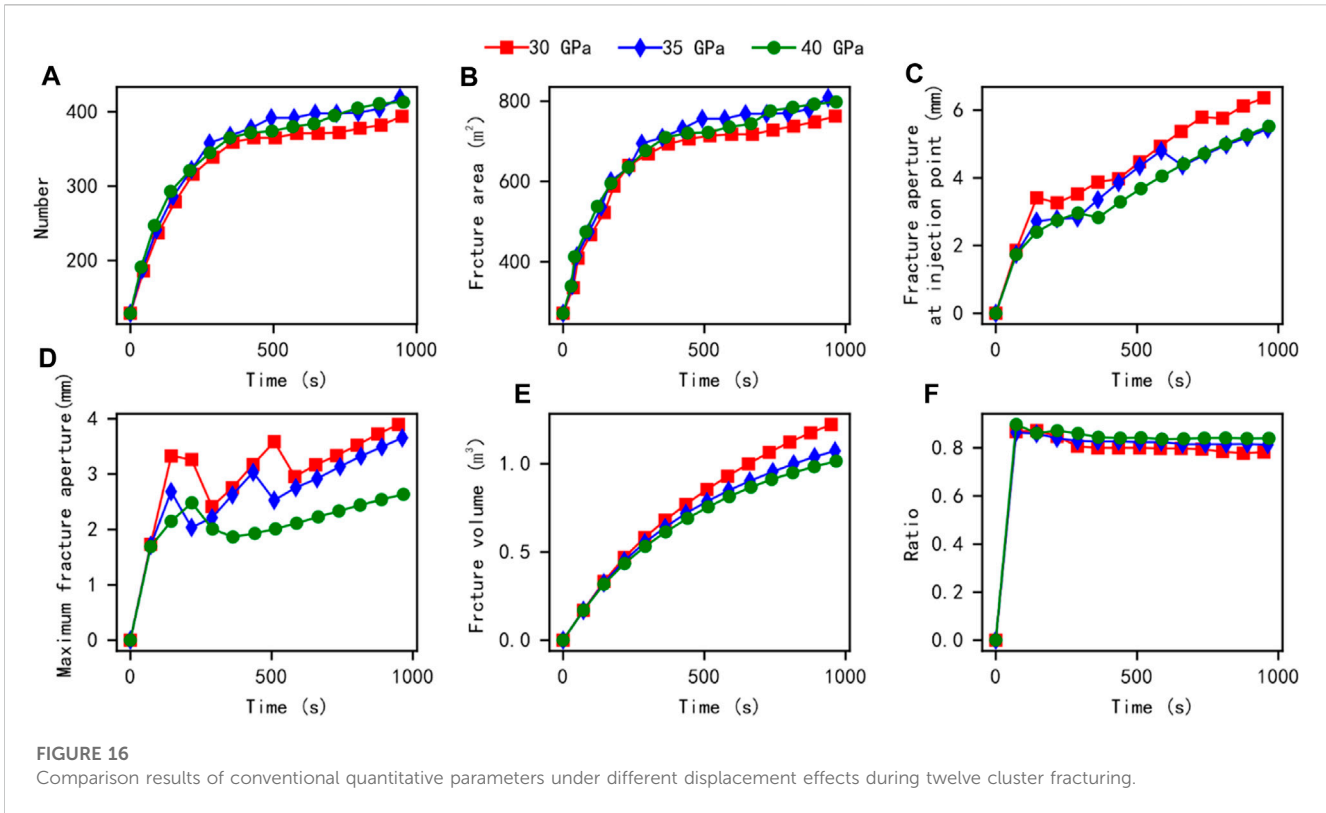 30 GPa 35 GPa 40 GPa
A
Number
400
300
200
0 500 1000
Time (s)
B
Frcture area (m²)
800
600
400
0 500 1000
Time (s)
C
Fracture aperture
at injection point (mm)
6
4
2
0
0 500 1000
Time (s)
D
Maximum fracture aperture(mm)
4
3
2
1
0
0 500 1000
Time (s)
E
Frcture volume (m³)
1.0
0.5
0.0
0 500 1000
Time (s)
F
Ratio
0.8
0.6
0.4
0.2
0.0
0 500 1000
Time (s)
FIGURE 16
Comparison results of conventional quantitative parameters under different displacement effects during twelve cluster fracturing.